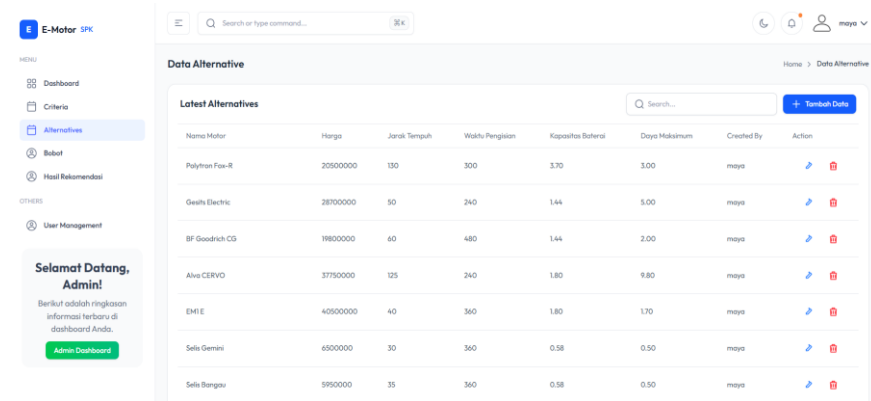 E E-Motor SPK
Search or type command... ⌘K
maya
MENU
Dashboard
Criteria
Alternatives
Bobot
Hasil Rekomendasi
OTHERS
User Management
Selamat Datang,
Admin!
Berikut adalah ringkasan
informasi terbaru di
dashboard Anda.
Admin Dashboard
Data Alternative
Home > Data Alternative
Latest Alternatives
Search...
+ Tambah Data
Nama Motor Harga Jarak Tempuh Waktu Pengisian Kapasitas Baterai Daya Maksimum Created By Action
Polytron Fox-R 20500000 130 300 3.70 3.00 maya
Gesits Electric 28700000 50 240 1.44 5.00 maya
BF Goodrich CG 19800000 60 480 1.44 2.00 maya
Alva CERVO 37750000 125 240 1.80 9.80 maya
EM1 E 40500000 40 360 1.80 1.70 maya
Selis Gemini 6500000 30 360 0.58 0.50 maya
Selis Bangau 5950000 35 360 0.58 0.50 maya